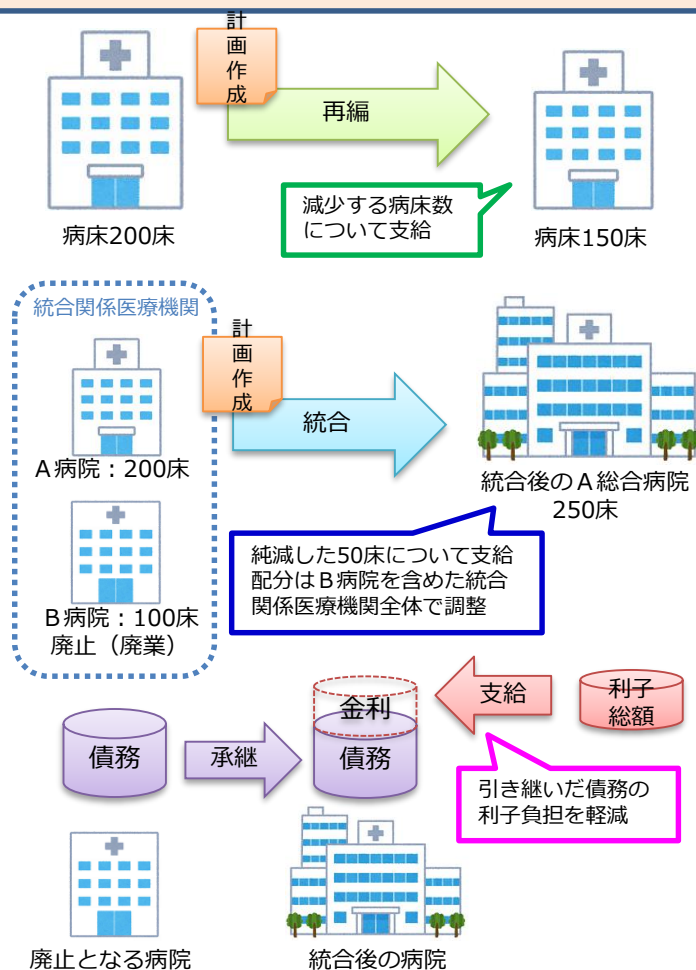 計
画
作
成
再編
減少する病床数
について支給
病床200床
病床150床
統合関係医療機関
計
画
作
成
統合
A病院：200床
統合後のA総合病院
250床
純減した50床について支給
配分はB病院を含めた統合
関係医療機関全体で調整
B病院：100床
廃止（廃業）
債務
承継
金利
債務
支給
利子
総額
引き継いだ債務の
利子負担を軽減
廃止となる病院
統合後の病院